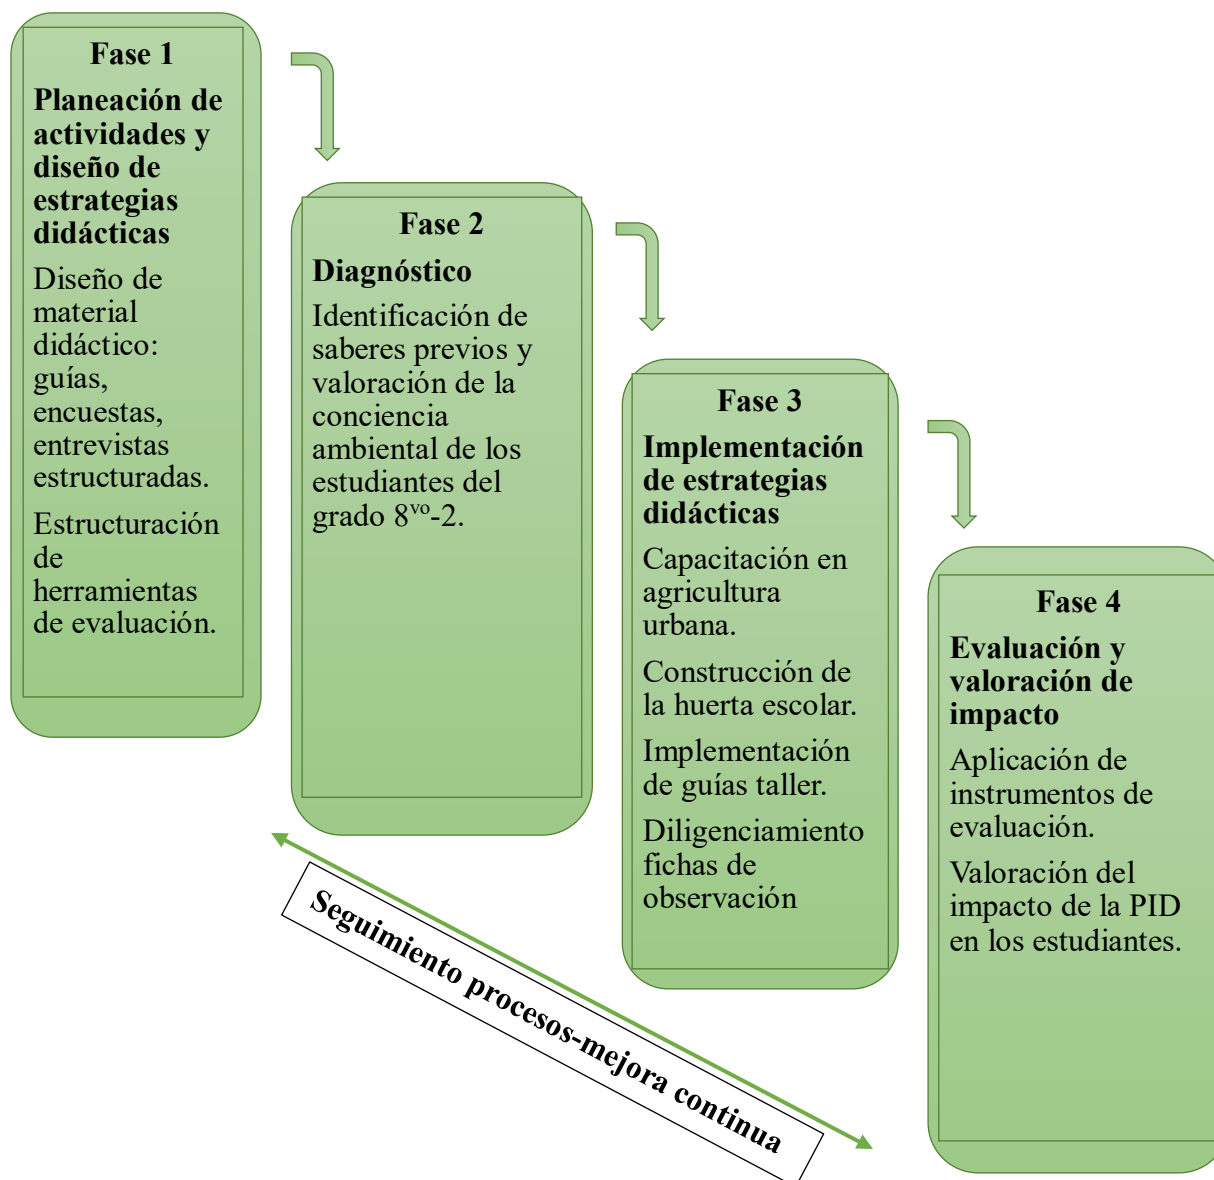 Fase 1
Planeación de
actividades y
diseño de
estrategias
didácticas
Diseño de
material
didáctico:
guías,
encuestas,
entrevistas
estructuradas.
Estructuración
de
herramientas
de evaluación.
Fase 2
Diagnóstico
Identificación de
saberes previos y
valoración de la
conciencia
ambiental de los
estudiantes del
grado 8ᵛᵒ-2.
Fase 3
Implementación
de estrategias
didácticas
Capacitación en
agricultura
urbana.
Construcción de
la huerta escolar.
Implementación
de guías taller.
Diligenciamiento
fichas de
observación
Fase 4
Evaluación y
valoración de
impacto
Aplicación de
instrumentos de
evaluación.
Valoración del
impacto de la PID
en los estudiantes.
Seguimiento procesos-mejora continua